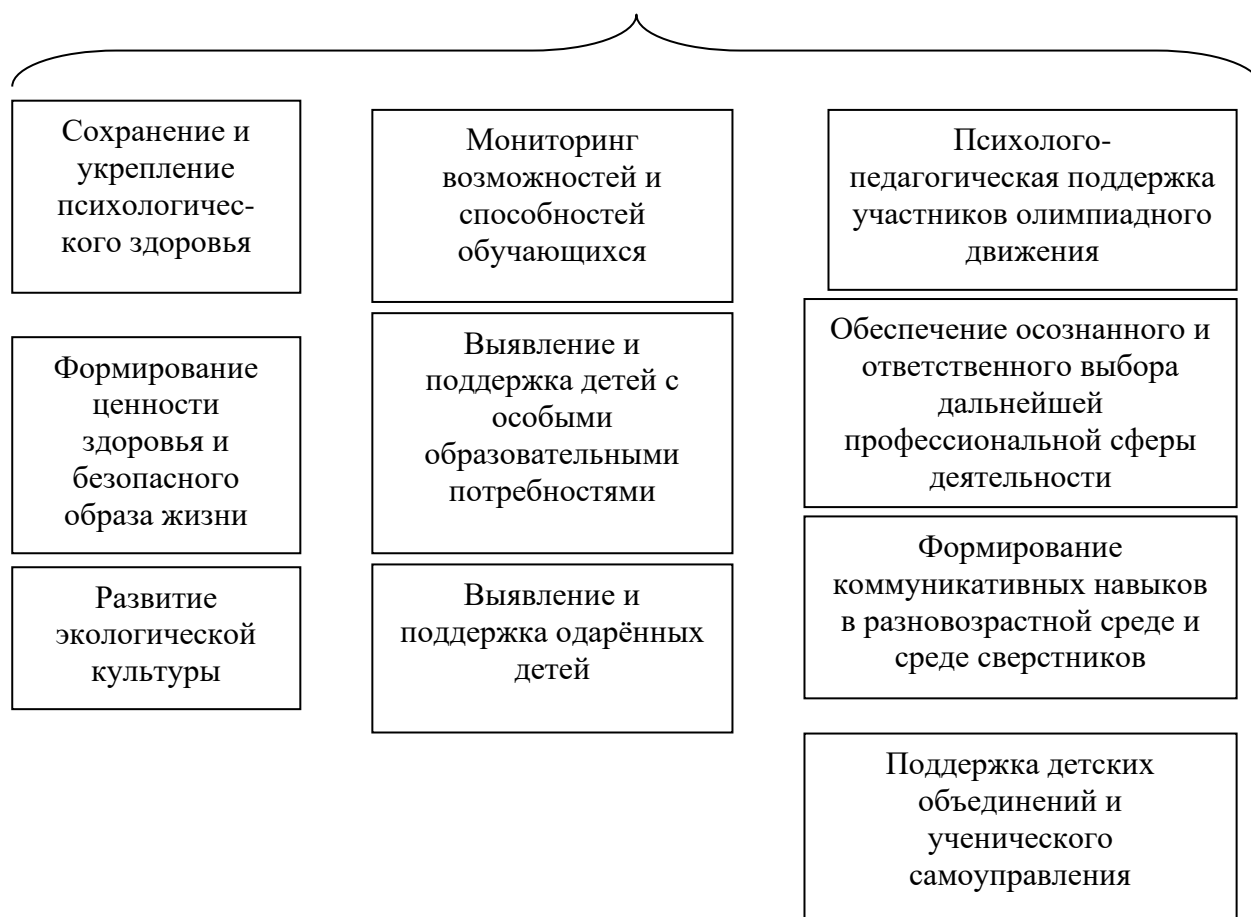 Сохранение и
укрепление
психологичес-
кого здоровья
Формирование
ценности
здоровья и
безопасного
образа жизни
Развитие
экологической
культуры
Мониторинг
возможностей и
способностей
обучающихся
Выявление и
поддержка детей с
особыми
образовательными
потребностями
Выявление и
поддержка одарённых
детей
Психолого-
педагогическая поддержка
участников олимпиадного
движения
Обеспечение осознанного и
ответственного выбора
дальнейшей
профессиональной сферы
деятельности
Формирование
коммуникативных навыков
в разновозрастной среде и
среде сверстников
Поддержка детских
объединений и
ученического
самоуправления